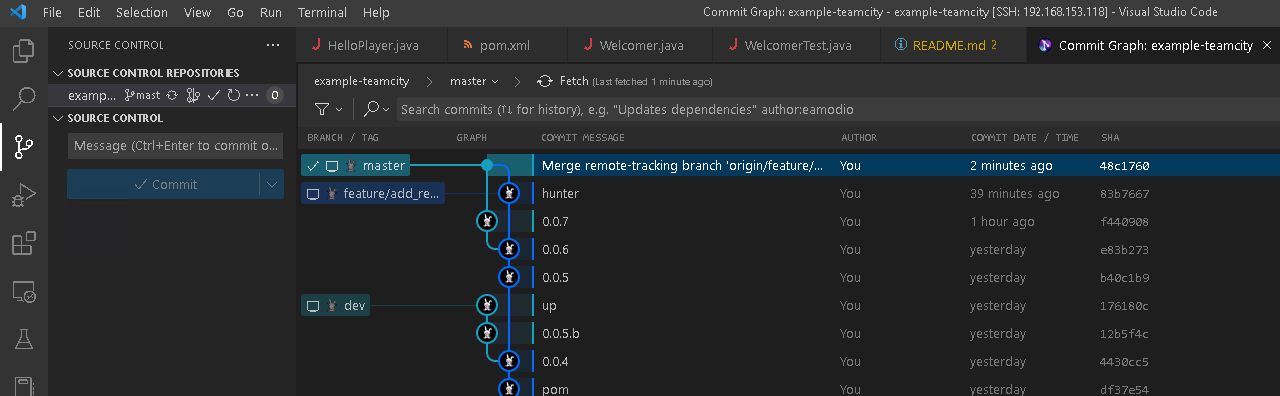 File Edit Selection View Go Run Terminal Help Commit Graph: example-teamcity - example-teamcity [SSH: 192.168.153.118] - Visual Studio Code
SOURCE CONTROL ...
HelloPlayer.java pom.xml Welcomer.java WelcomerTest.java README.md 2 Commit Graph: example-teamcity
SOURCE CONTROL REPOSITORIES
examp... mast ... 0
SOURCE CONTROL
Message (Ctrl+Enter to commit o...
Commit
example-teamcity master Fetch (Last fetched 1 minute ago)
Search commits (↑↓ for history), e.g. "Updates dependencies" author:eamodio
BRANCH / TAG GRAPH COMMIT MESSAGE AUTHOR COMMIT DATE / TIME SHA
master Merge remote-tracking branch 'origin/feature/... You 2 minutes ago 48c1760
feature/add_re... hunter You 39 minutes ago 83b7667
0.0.7 You 1 hour ago f440908
0.0.6 You yesterday e83b273
0.0.5 You yesterday b40c1b9
dev up You yesterday 176180c
0.0.5.b You yesterday 12b5f4c
0.0.4 You yesterday 4430cc5
pom You yesterday df37e54